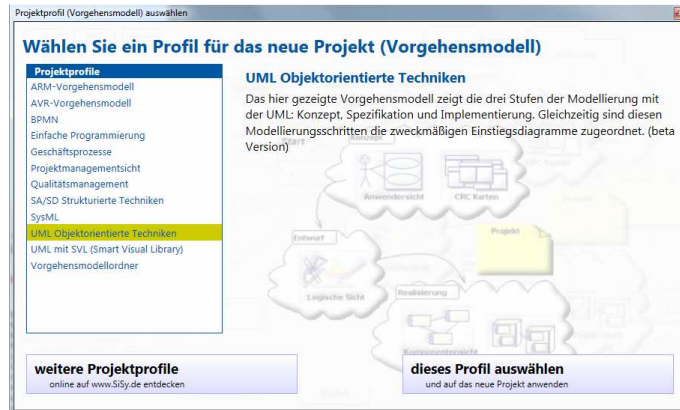 Projektprofil (Vorgehensmodell) auswählen
Wählen Sie ein Profil für das neue Projekt (Vorgehensmodell)
Projektprofile
ARM-Vorgehensmodell
AVR-Vorgehensmodell
BPMN
Einfache Programmierung
Geschäftsprozesse
Projektmanagementsicht
Qualitätsmanagement
SA/SD Strukturierte Techniken
SysML
UML Objektorientierte Techniken
UML mit SVL (Smart Visual Library)
Vorgehensmodellordner
UML Objektorientierte Techniken
Das hier gezeigte Vorgehensmodell zeigt die drei Stufen der Modellierung mit
der UML: Konzept, Spezifikation und Implementierung. Gleichzeitig sind diesen
Modellierungsschritten die zweckmäßigen Einstiegsdiagramme zugeordnet. (beta
Version)
Start
Konzept
Anwendersicht
CRC Karten
Entwurf
Projekt
Logische Sicht
Realisierung
Komponentensicht
weitere Projektprofile
online auf www.SiSy.de entdecken
dieses Profil auswählen
und auf das neue Projekt anwenden